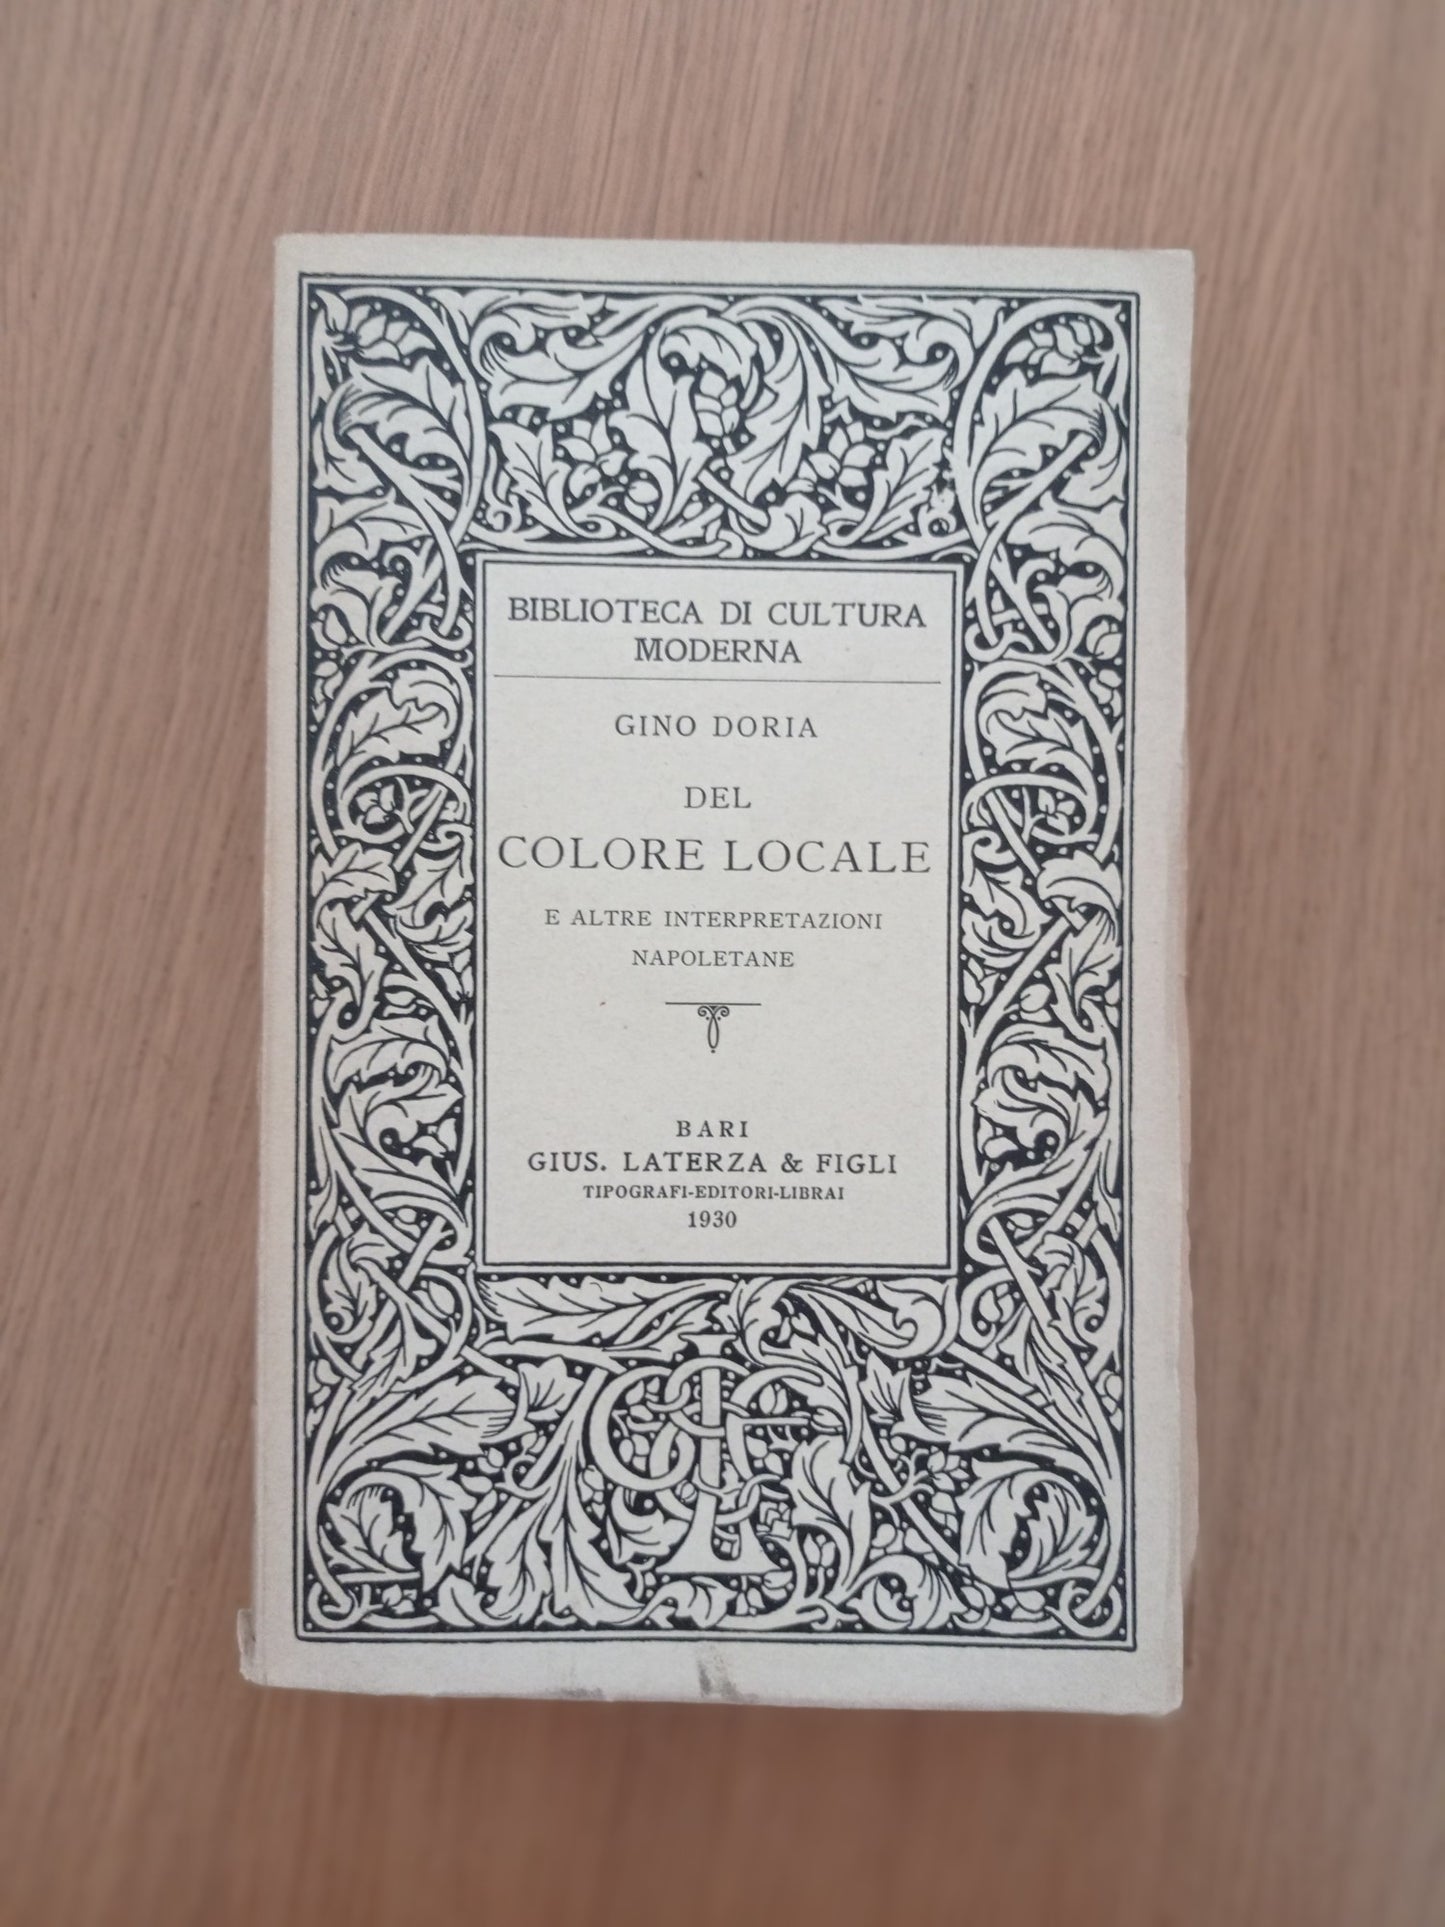 BIBLIOTECA DI CULTURA
MODERNA
GINO DORIA
DEL
COLORE LOCALE
E ALTRE INTERPRETAZIONI
NAPOLETANE
BARI
GIUS. LATERZA & FIGLI
TIPOGRAFI-EDITORI-LIBRAI
1930